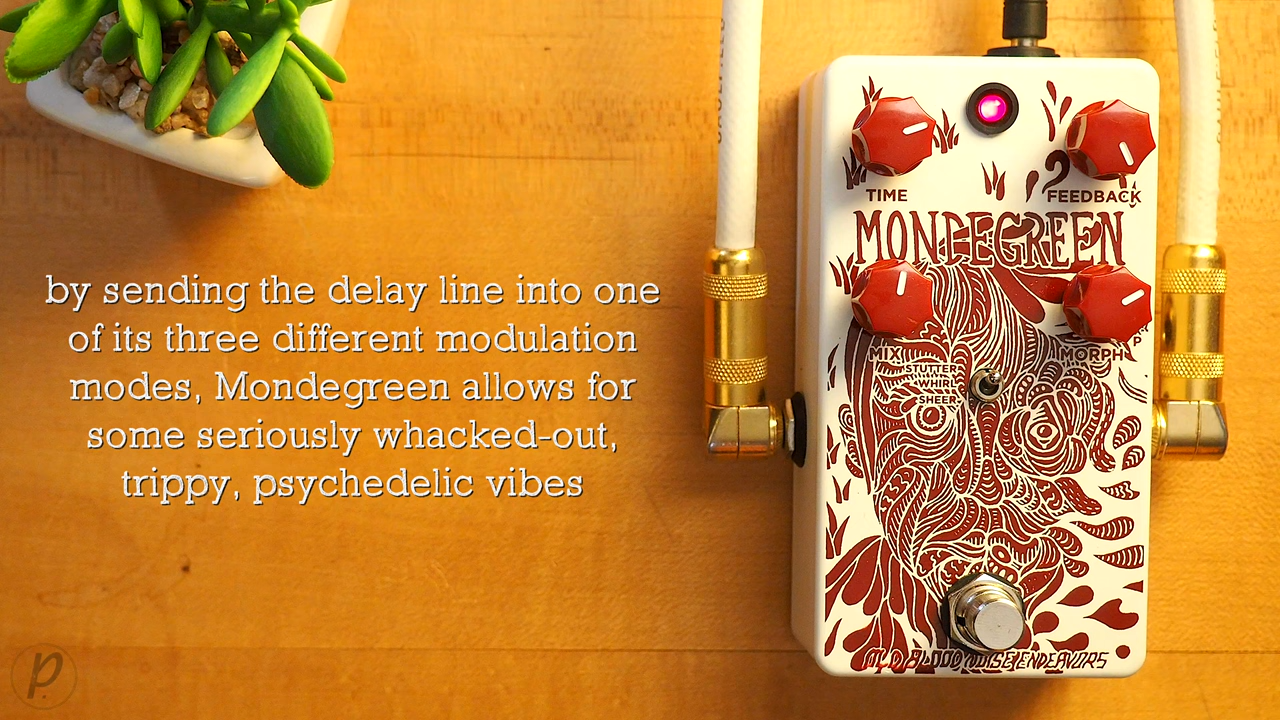 by sending the delay line into one
of its three different modulation
modes, Mondegreen allows for
some seriously whacked-out,
trippy, psychedelic vibes
TIME
FEEDBACK
MONDEGREEN
MIX
MORPH
STUTTER
WHIRL
SHEER
OLD BLOOD NOISE ENDEAVORS
p.